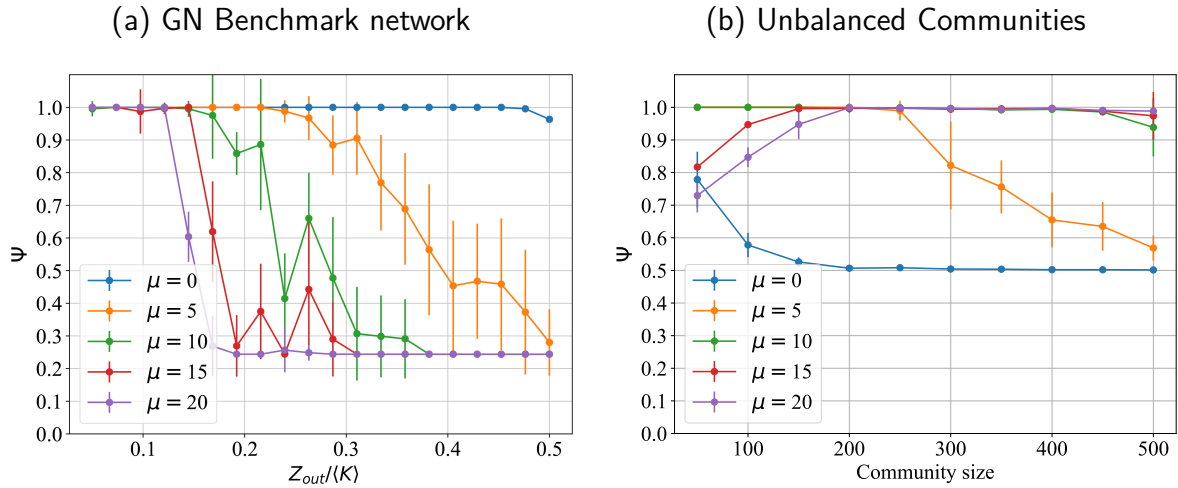 (a) GN Benchmark network
1.0
0.9
0.8
0.7
0.6
0.5
0.4
0.3
0.2
0.1
0.0
Ψ
μ = 0
μ = 5
μ = 10
μ = 15
μ = 20
0.1
0.2
0.3
0.4
0.5
Z_out/⟨K⟩
(b) Unbalanced Communities
1.0
0.9
0.8
0.7
0.6
0.5
0.4
0.3
0.2
0.1
0.0
Ψ
μ = 0
μ = 5
μ = 10
μ = 15
μ = 20
100
200
300
400
500
Community size